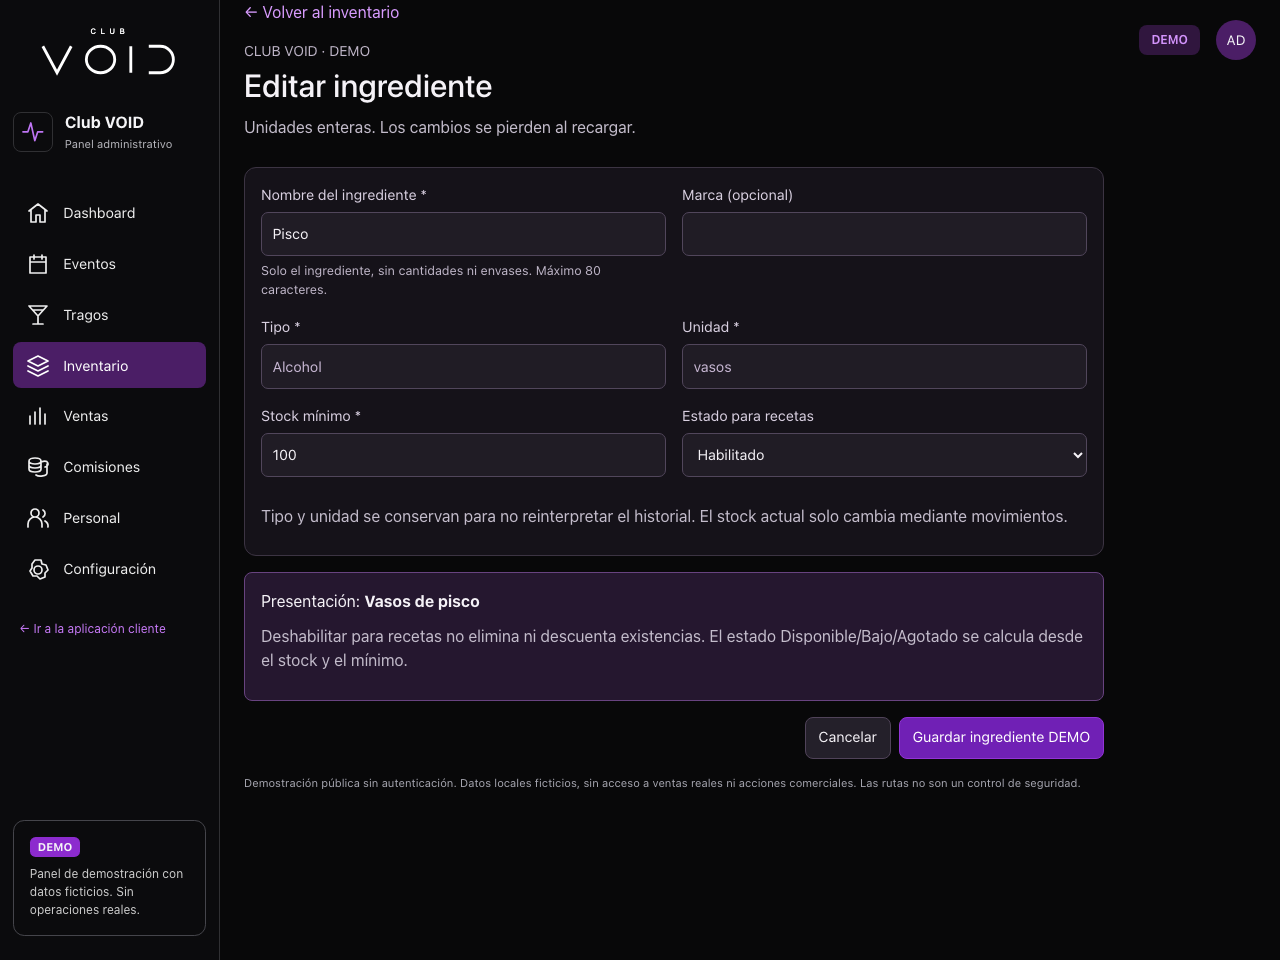 CLUB
VOID
Club VOID
Panel administrativo
Dashboard
Eventos
Tragos
Inventario
Ventas
Comisiones
Personal
Configuración
← Ir a la aplicación cliente
DEMO
Panel de demostración con
datos ficticios. Sin
operaciones reales.
← Volver al inventario
CLUB VOID · DEMO
Editar ingrediente
Unidades enteras. Los cambios se pierden al recargar.
DEMO
AD
Nombre del ingrediente *
Pisco
Solo el ingrediente, sin cantidades ni envases. Máximo 80
caracteres.
Marca (opcional)
Tipo *
Alcohol
Unidad *
vasos
Stock mínimo *
100
Estado para recetas
Habilitado
Tipo y unidad se conservan para no reinterpretar el historial. El stock actual solo cambia mediante movimientos.
Presentación: Vasos de pisco
Deshabilitar para recetas no elimina ni descuenta existencias. El estado Disponible/Bajo/Agotado se calcula desde
el stock y el mínimo.
Cancelar
Guardar ingrediente DEMO
Demostración pública sin autenticación. Datos locales ficticios, sin acceso a ventas reales ni acciones comerciales. Las rutas no son un control de seguridad.